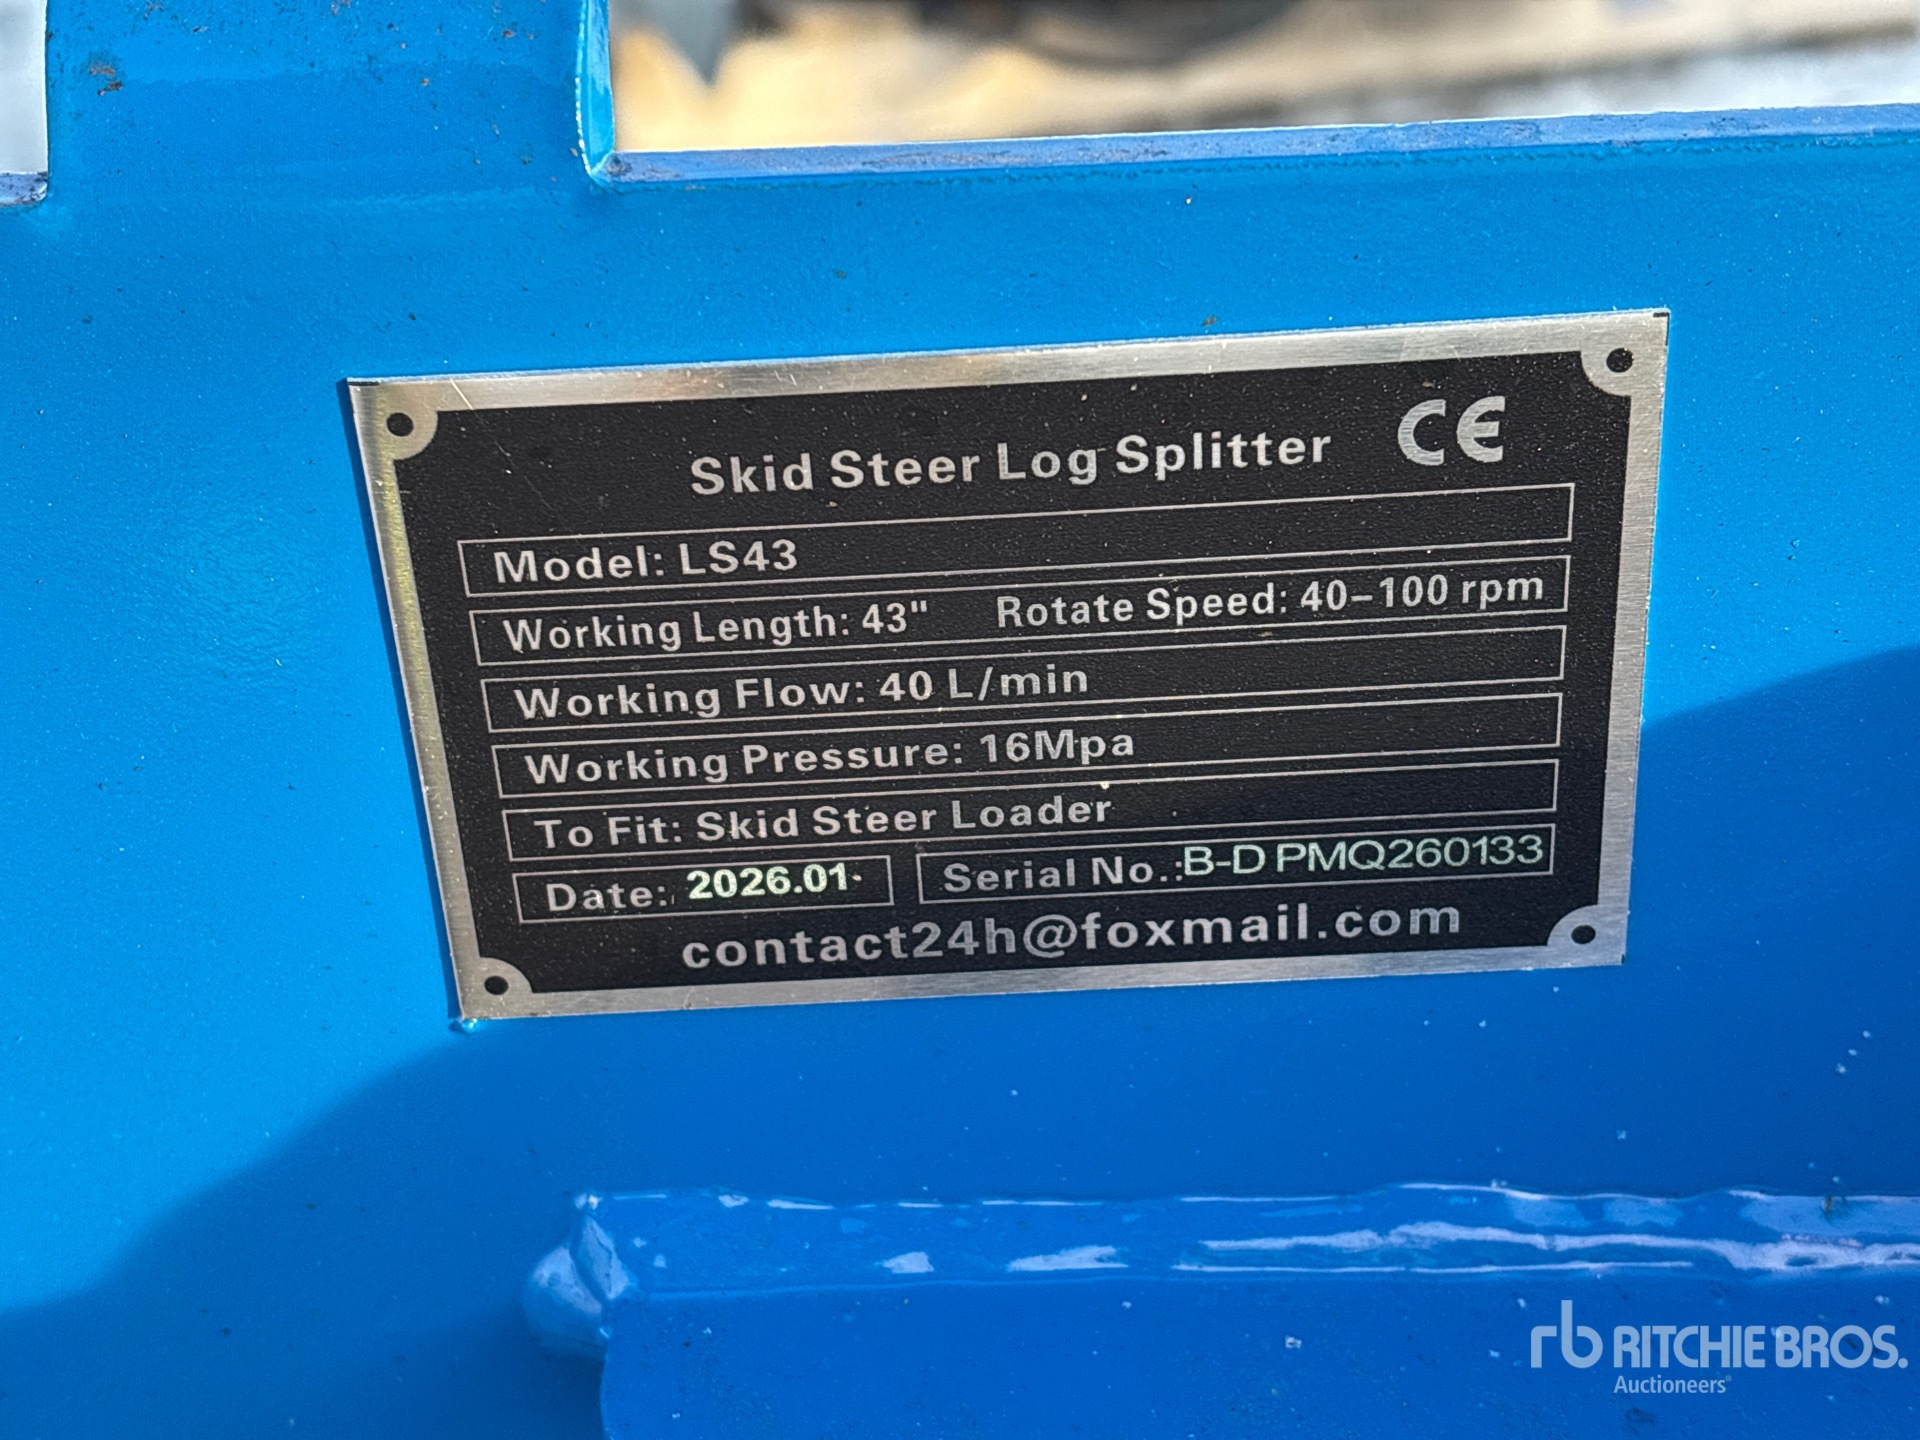 Skid Steer Log Splitter CE
Model: LS43
Working Length: 43" Rotate Speed: 40-100 rpm
Working Flow: 40 L/min
Working Pressure: 16Mpa
To Fit: Skid Steer Loader
Date: 2026.01 Serial No.: B-DPMQ260133
contact24h@foxmail.com
rb RITCHIE BROS.
Auctioneers